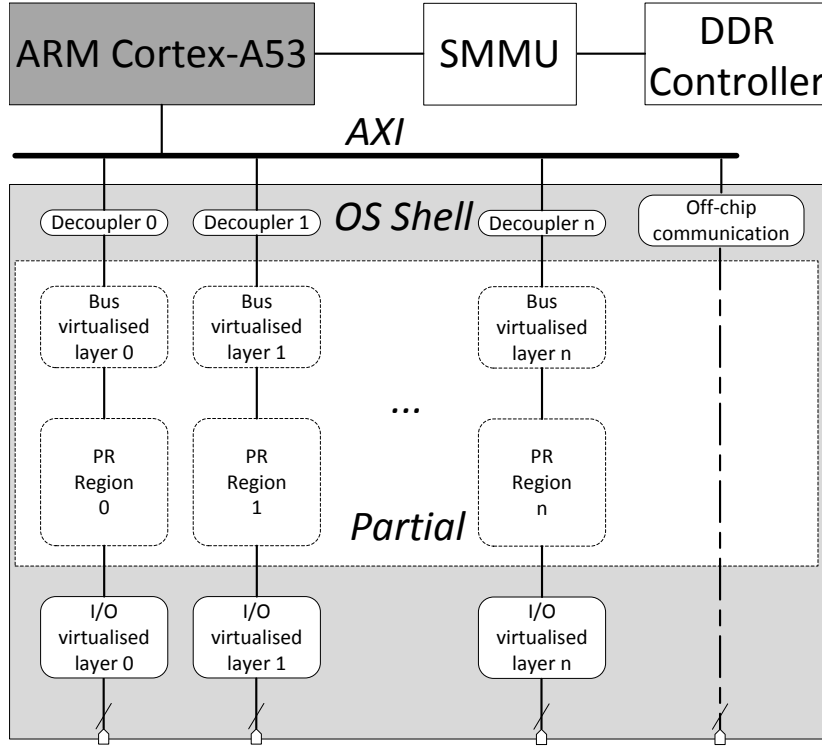 ARM Cortex-A53
SMMU
DDR
Controller
AXI
Decoupler 0
Decoupler 1
OS Shell
Decoupler n
Off-chip
communication
Bus
virtualised
layer 0
Bus
virtualised
layer 1
Bus
virtualised
layer n
...
PR
Region
0
PR
Region
1
PR
Region
n
Partial
I/O
virtualised
layer 0
I/O
virtualised
layer 1
I/O
virtualised
layer n